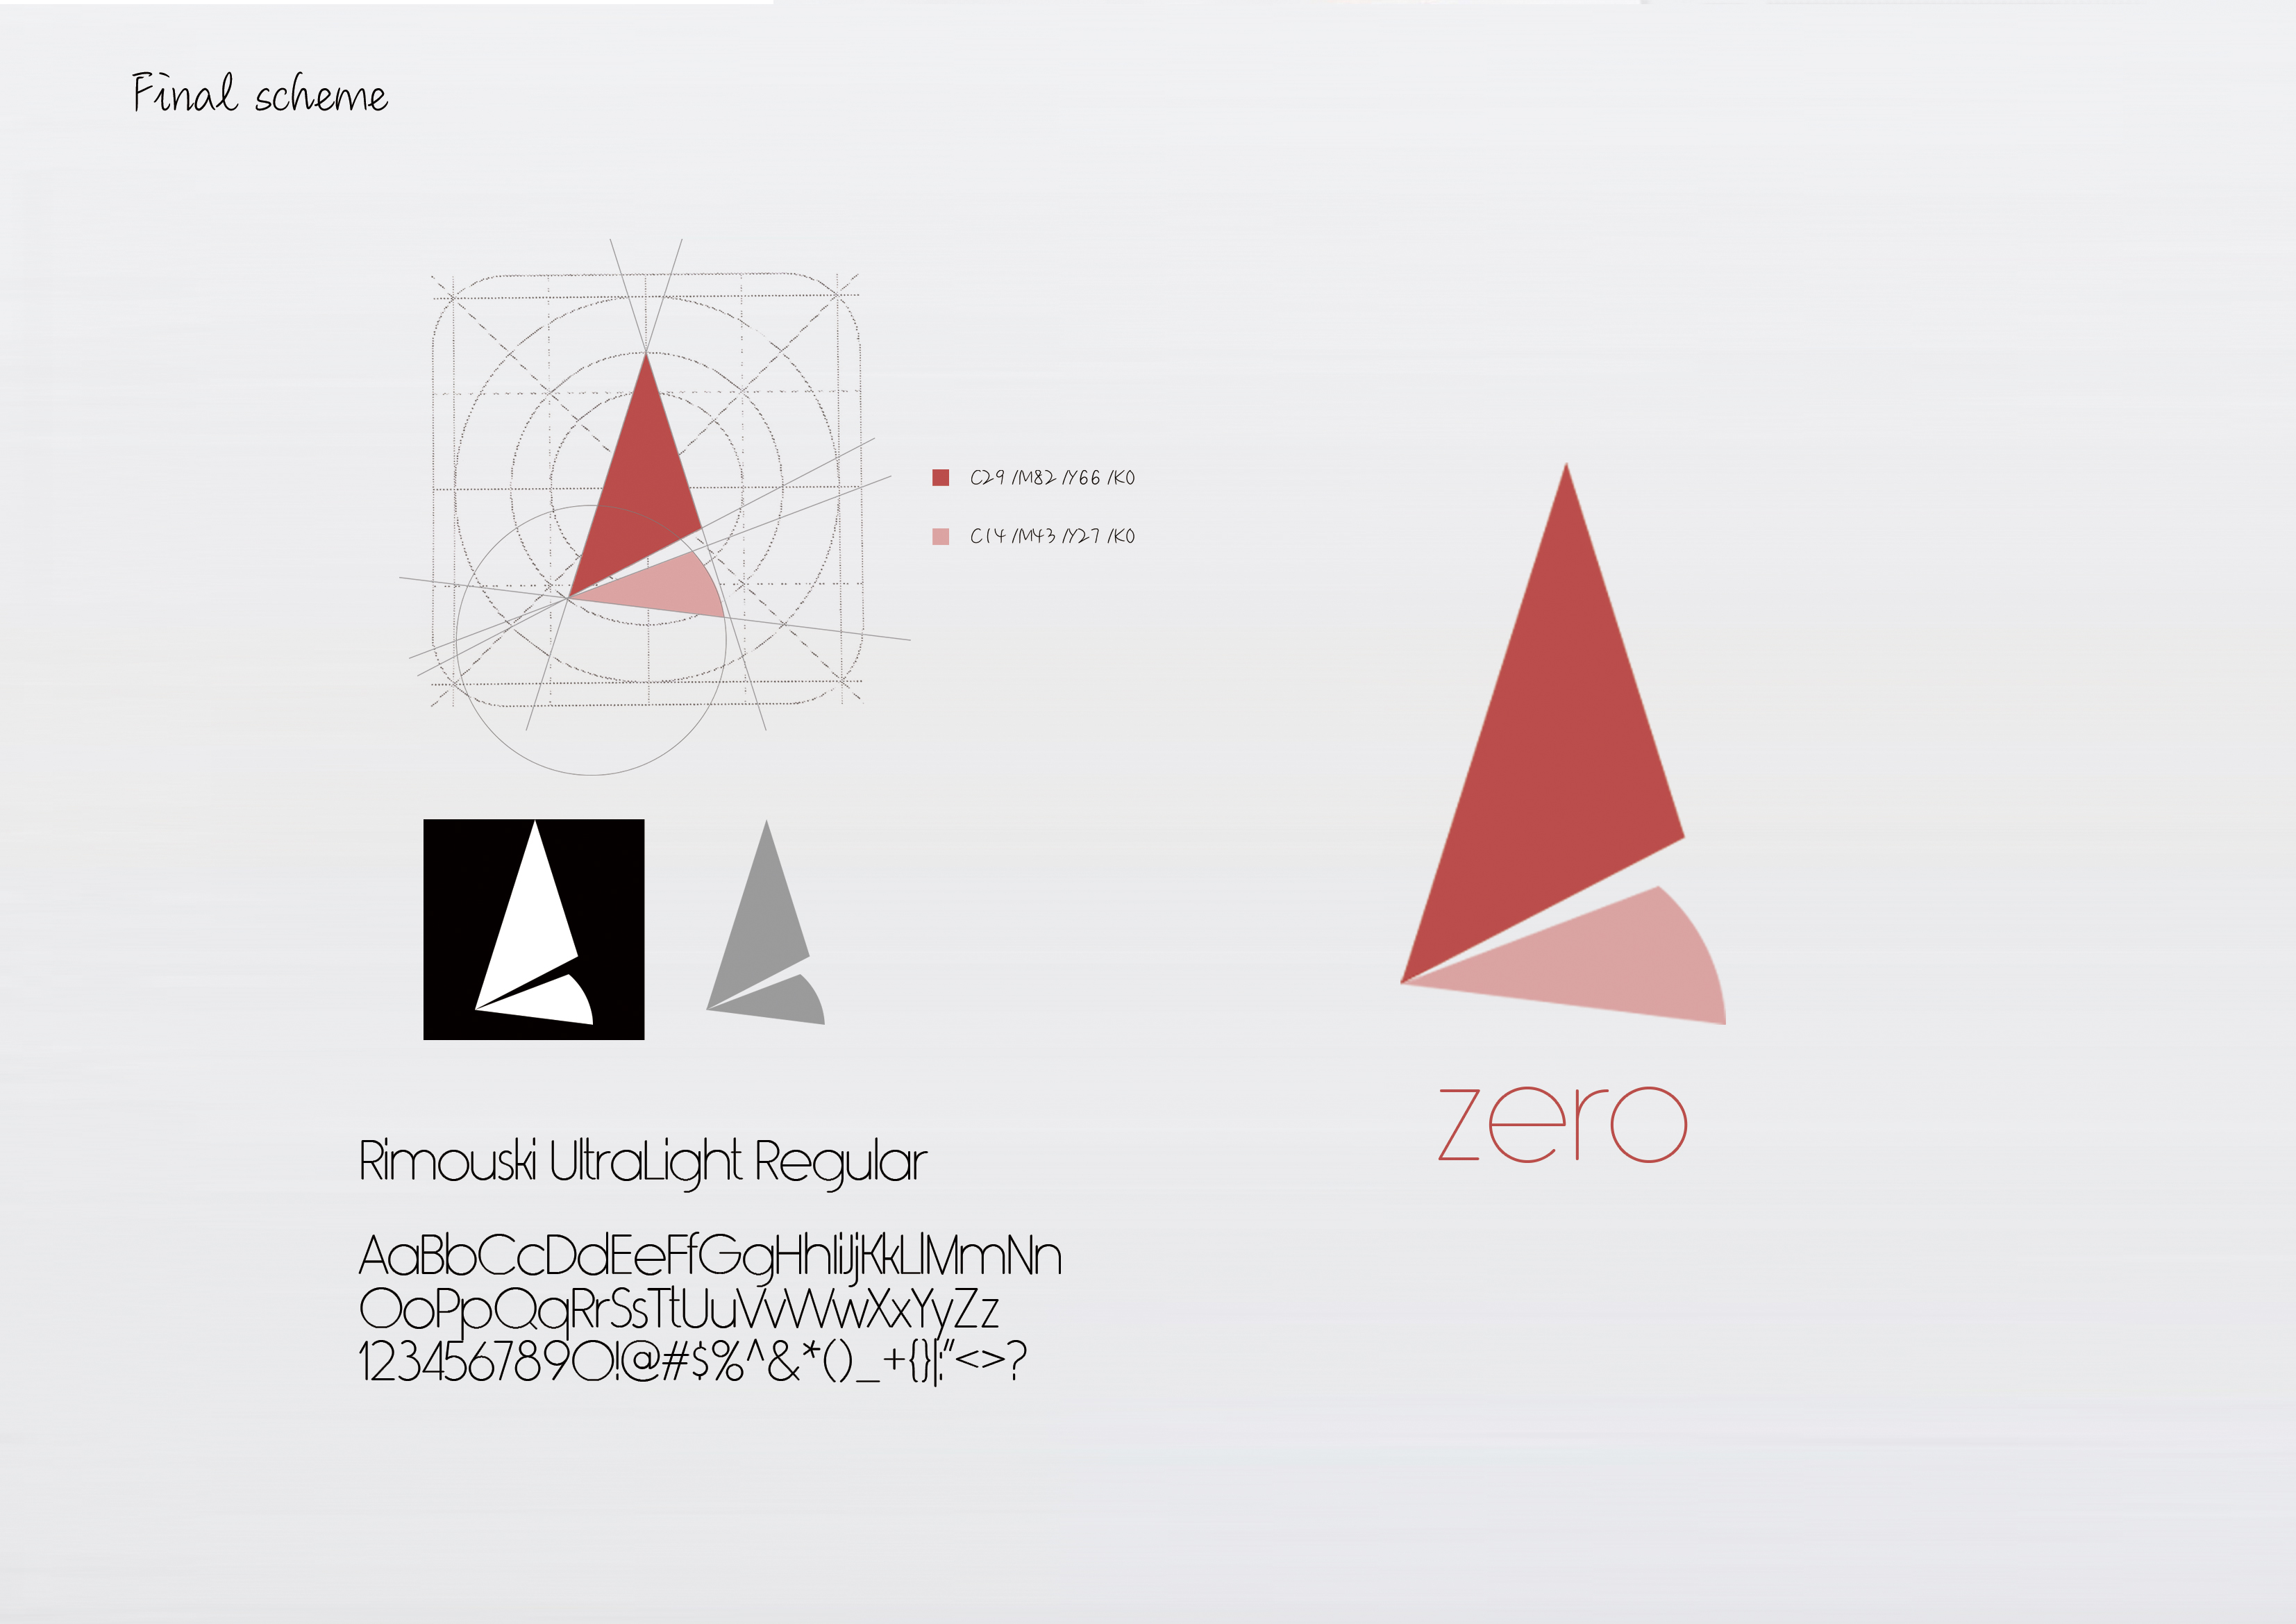 Final scheme
C29 /M82 /Y66 /K0
C14 /M43 /Y27 /K0
zero
Rimouski UltraLight Regular
AaBbCcDdEeFfGgHhIiJjKkLlMmNn
OoPpQqRrSsTtUuVvWwXxYyZz
1234567890!@#$%^&*()_+{}|:"<>?